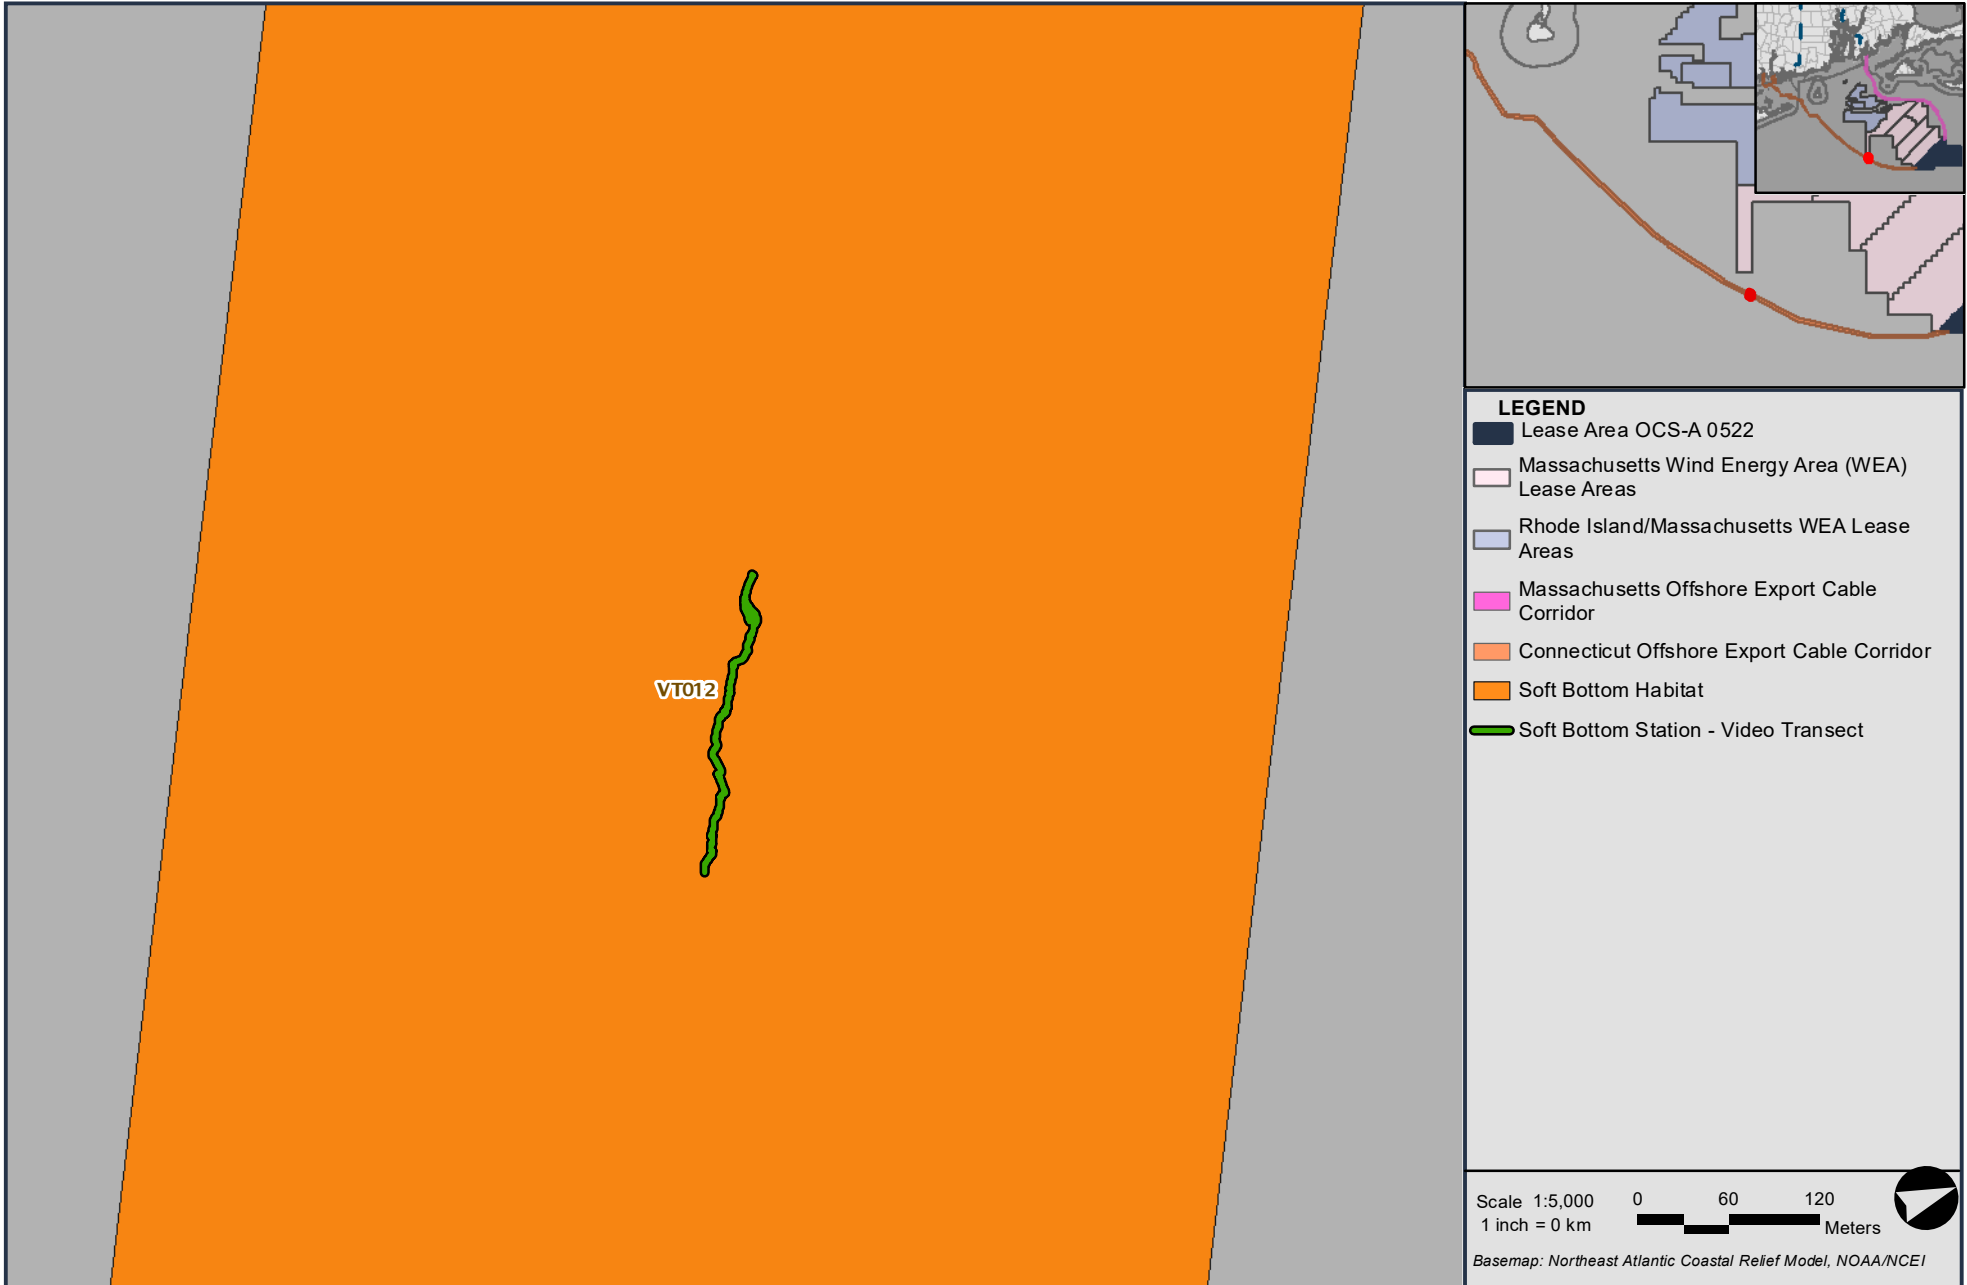 VT012
LEGEND
Lease Area OCS-A 0522
Massachusetts Wind Energy Area (WEA)
Lease Areas
Rhode Island/Massachusetts WEA Lease
Areas
Massachusetts Offshore Export Cable
Corridor
Connecticut Offshore Export Cable Corridor
Soft Bottom Habitat
Soft Bottom Station - Video Transect
Scale 1:5,000
1 inch = 0 km
0 60 120
Meters
Basemap: Northeast Atlantic Coastal Relief Model, NOAA/NCEI